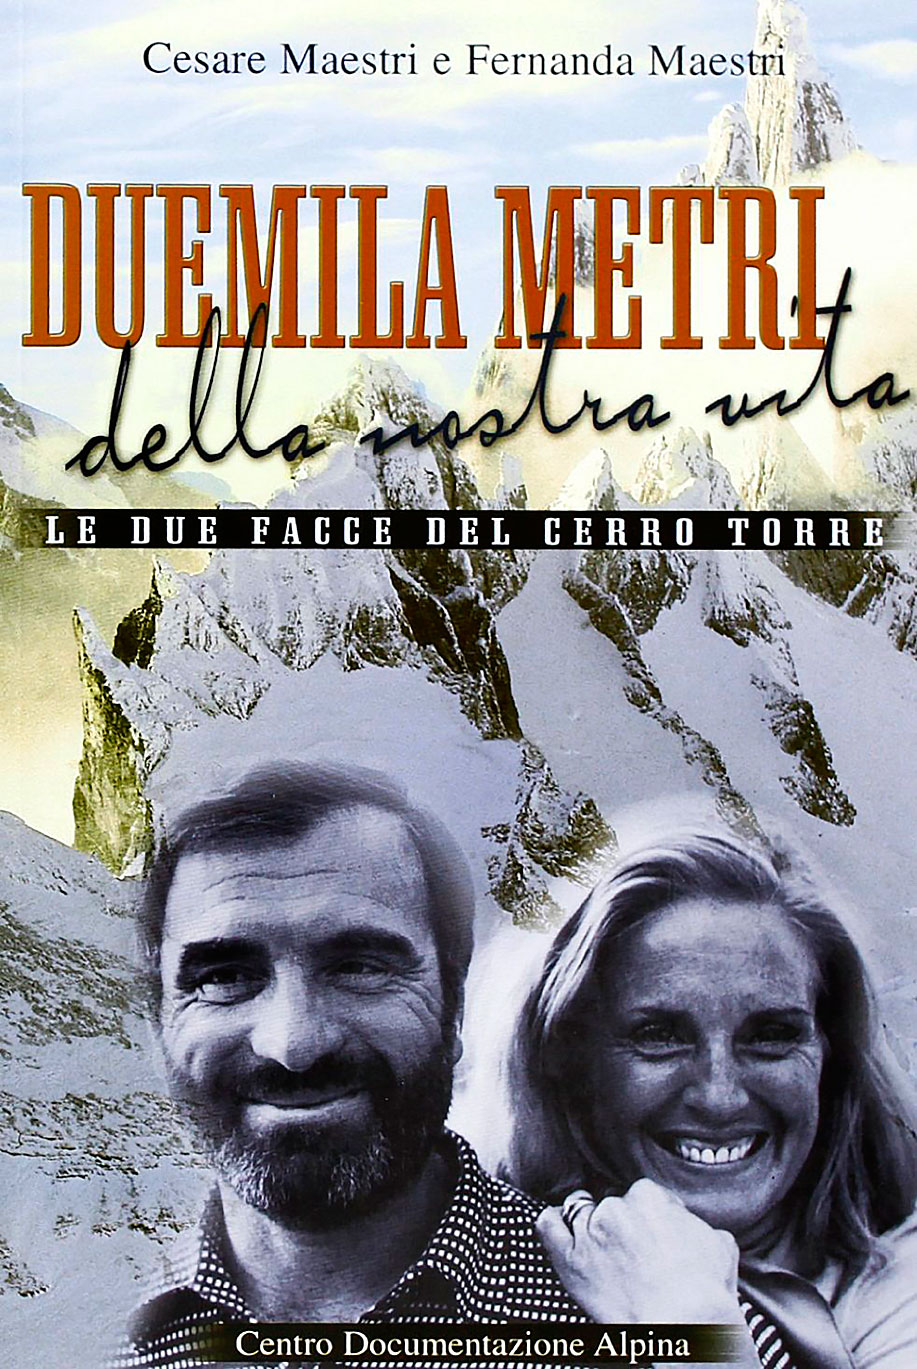 Cesare Maestri e Fernanda Maestri
DUEMILA METRI
della nostra vita
LE DUE FACCE DEL CERRO TORRE
Centro Documentazione Alpina